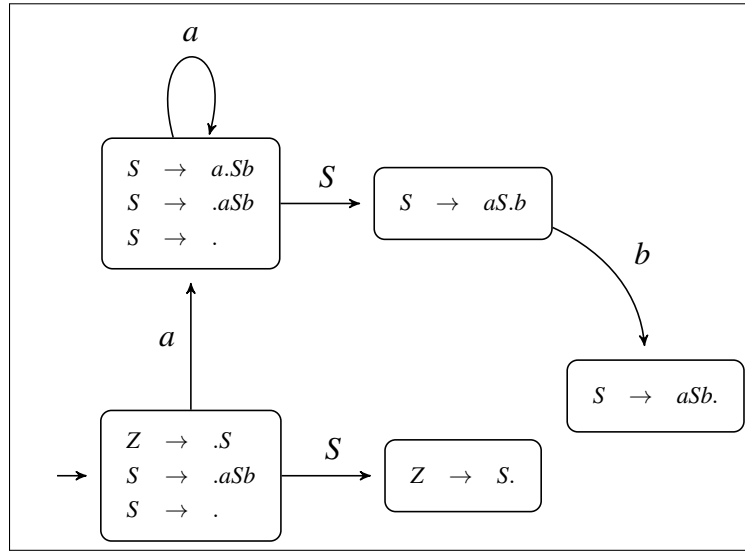 a
S → a.Sb
S → .aSb
S → .
S
S → aS.b
b
a
S → aSb.
Z → .S
S → .aSb
S → .
S
Z → S.